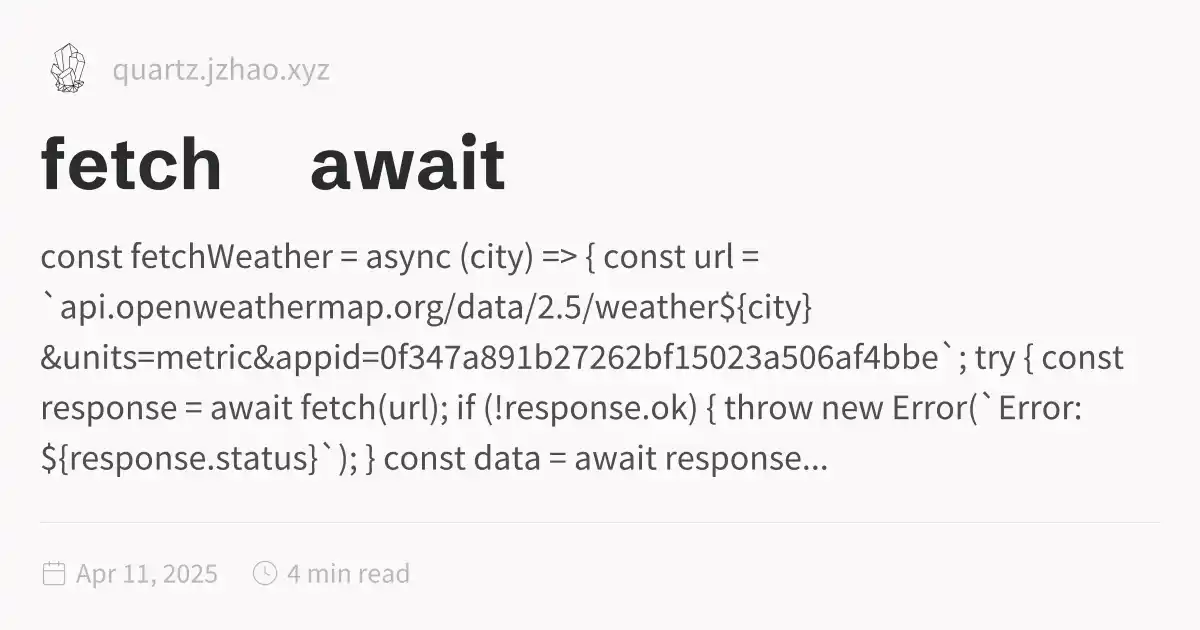 quartz.jzhao.xyz
fetch await
const fetchWeather = async (city) => { const url =
`api.openweathermap.org/data/2.5/weather${city}
&units=metric&appid=0f347a891b27262bf15023a506af4bbe`; try { const
response = await fetch(url); if (!response.ok) { throw new Error(`Error:
${response.status}`); } const data = await response...
Apr 11, 2025 4 min read